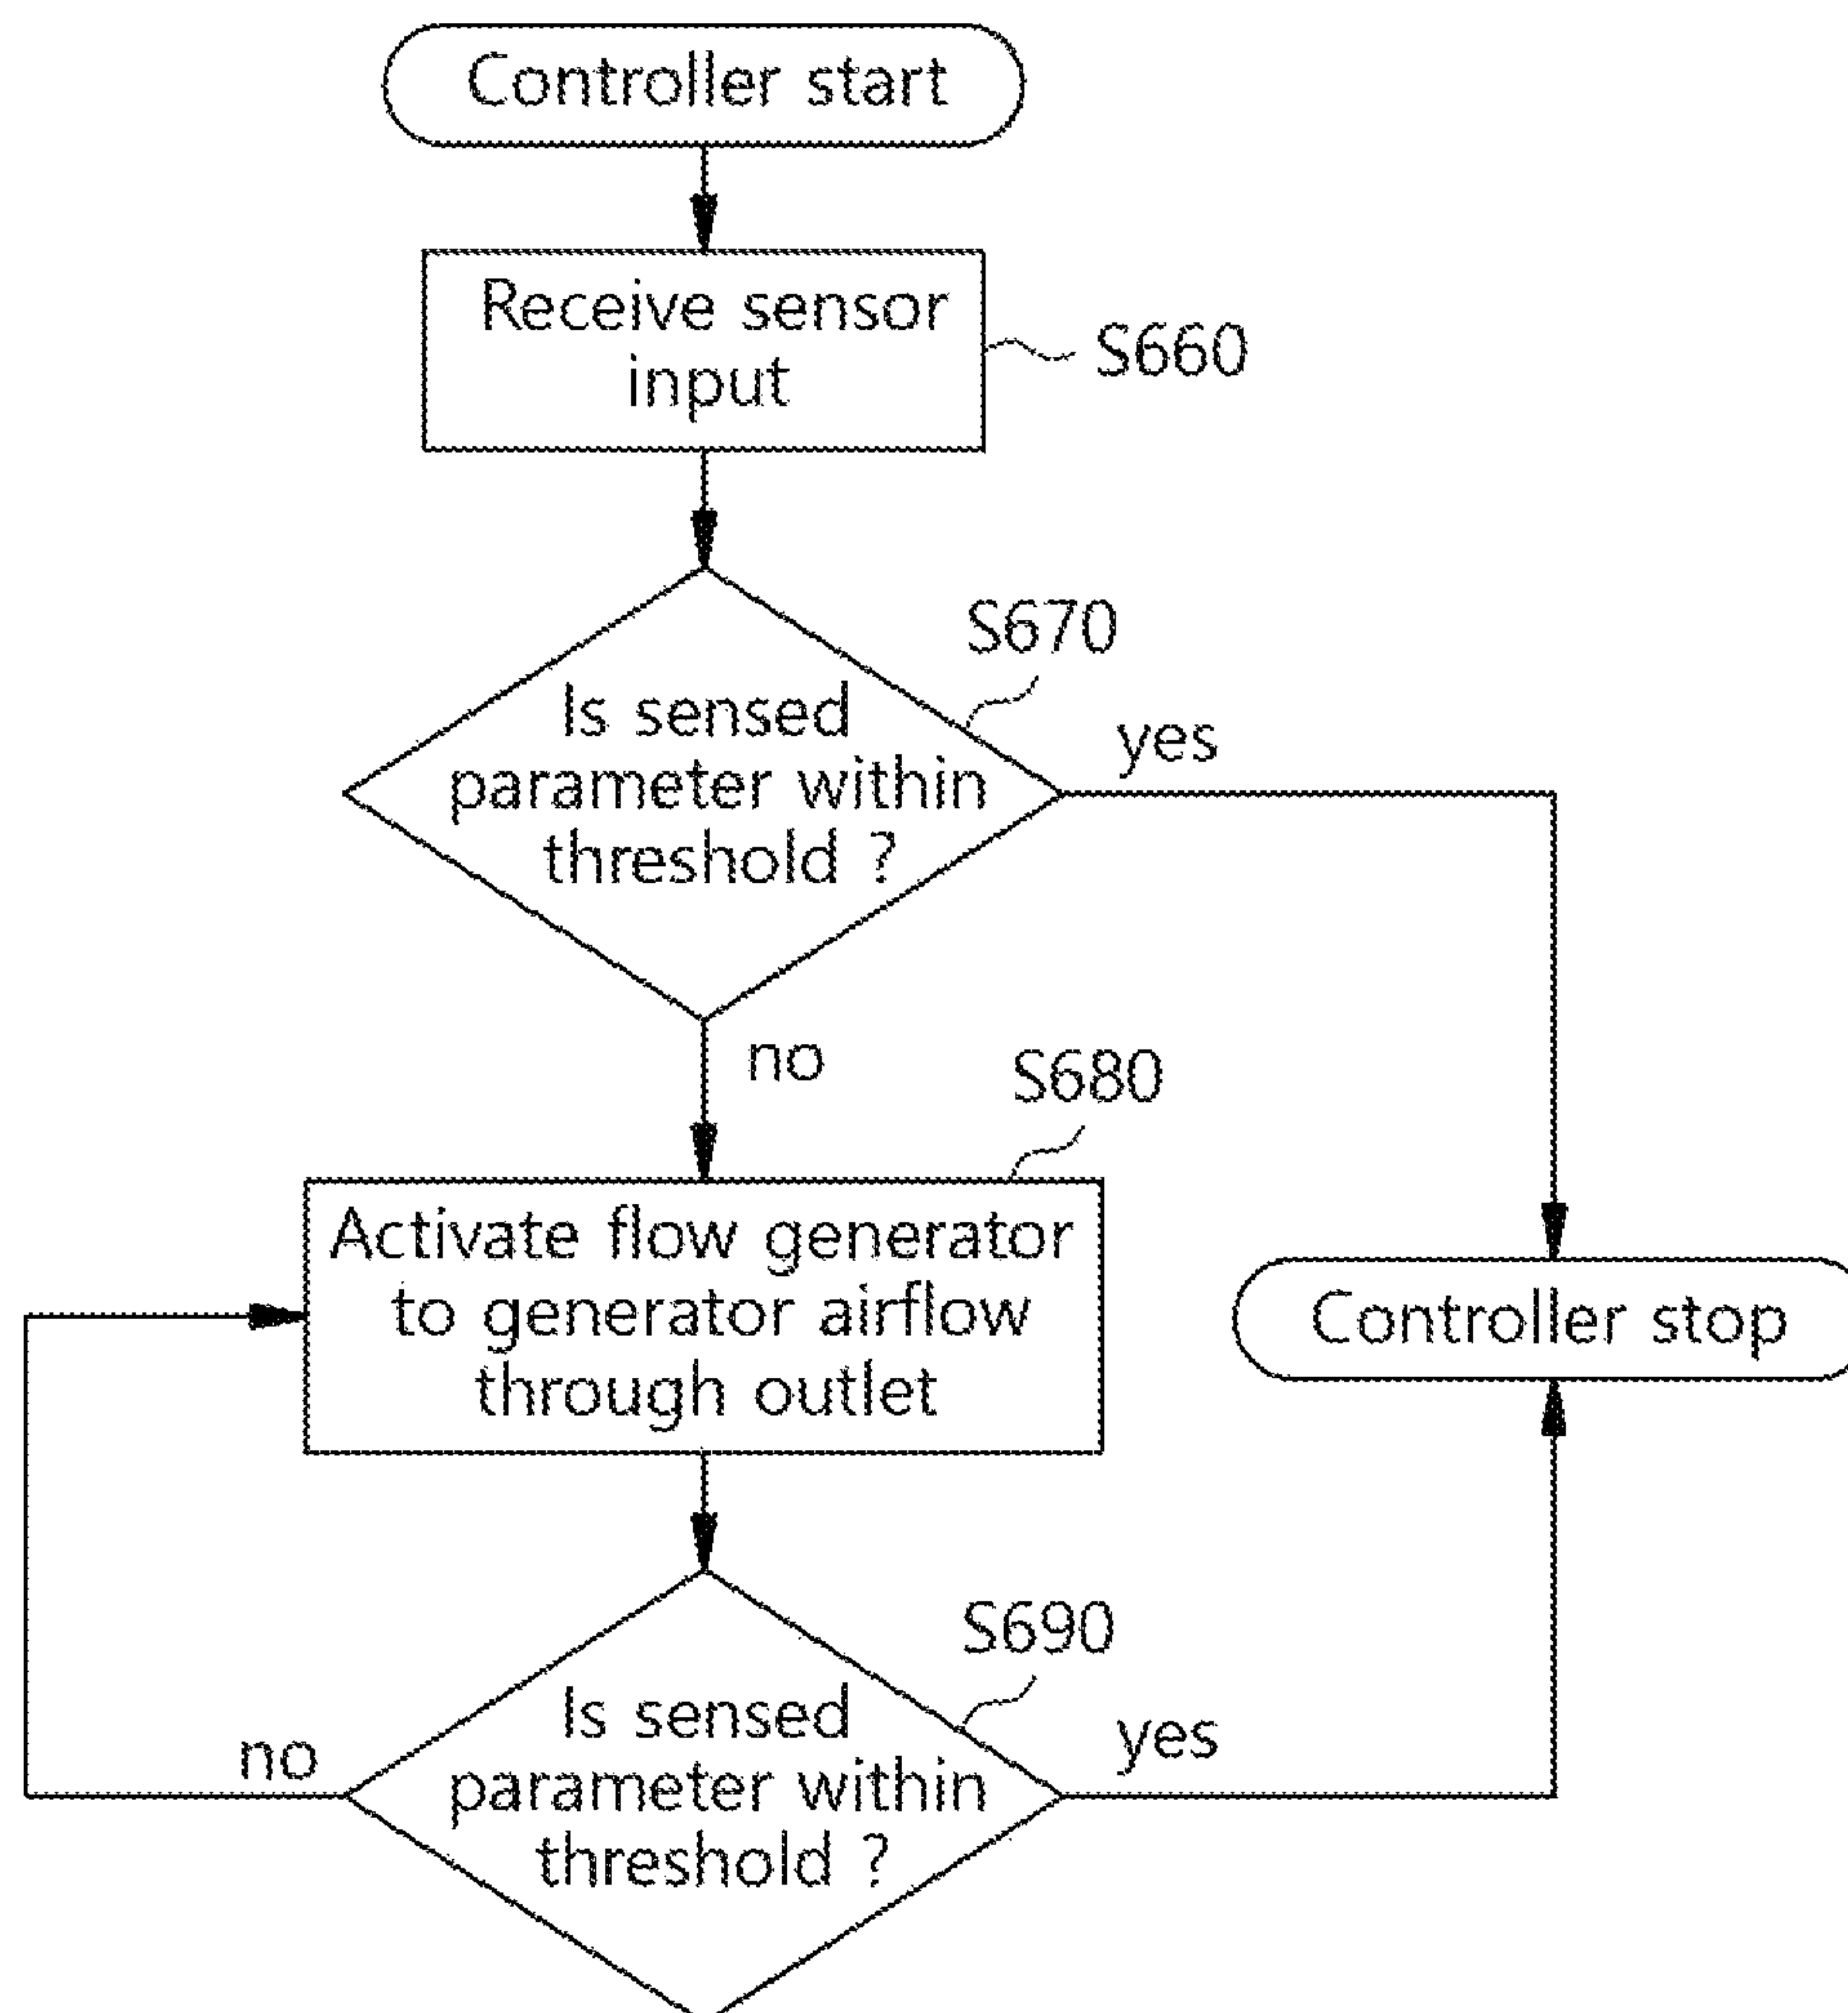 Controller start
Receive sensor
input
S660
S670
Is sensed
parameter within
threshold ?
yes
no
S680
Activate flow generator
to generator airflow
through outlet
Controller stop
S690
Is sensed
parameter within
threshold ?
no
yes